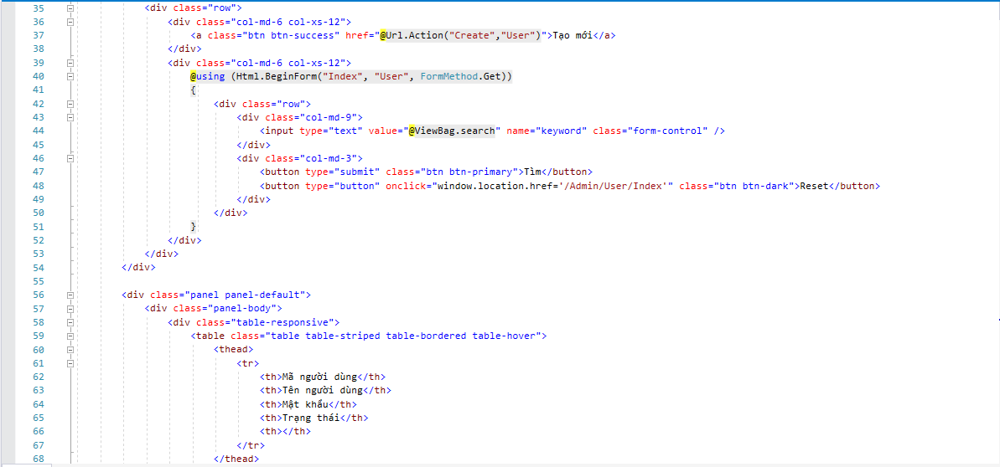 35 <div class="row">
36 <div class="col-md-6 col-xs-12">
37 <a class="btn btn-success" href="@Url.Action("Create","User")">Tạo mới</a>
38 </div>
39 <div class="col-md-6 col-xs-12">
40 @using (Html.BeginForm("Index", "User", FormMethod.Get))
41 {
42 <div class="row">
43 <div class="col-md-9">
44 <input type="text" value="@ViewBag.search" name="keyword" class="form-control" />
45 </div>
46 <div class="col-md-3">
47 <button type="submit" class="btn btn-primary">Tìm</button>
48 <button type="button" onclick="window.location.href='/Admin/User/Index'" class="btn btn-dark">Reset</button>
49 </div>
50 </div>
51 }
52 </div>
53 </div>
54 </div>
55
56 <div class="panel panel-default">
57 <div class="panel-body">
58 <div class="table-responsive">
59 <table class="table table-striped table-bordered table-hover">
60 <thead>
61 <tr>
62 <th>Mã người dùng</th>
63 <th>Tên người dùng</th>
64 <th>Mật khẩu</th>
65 <th>Trạng thái</th>
66 <th></th>
67 </tr>
68 </thead>